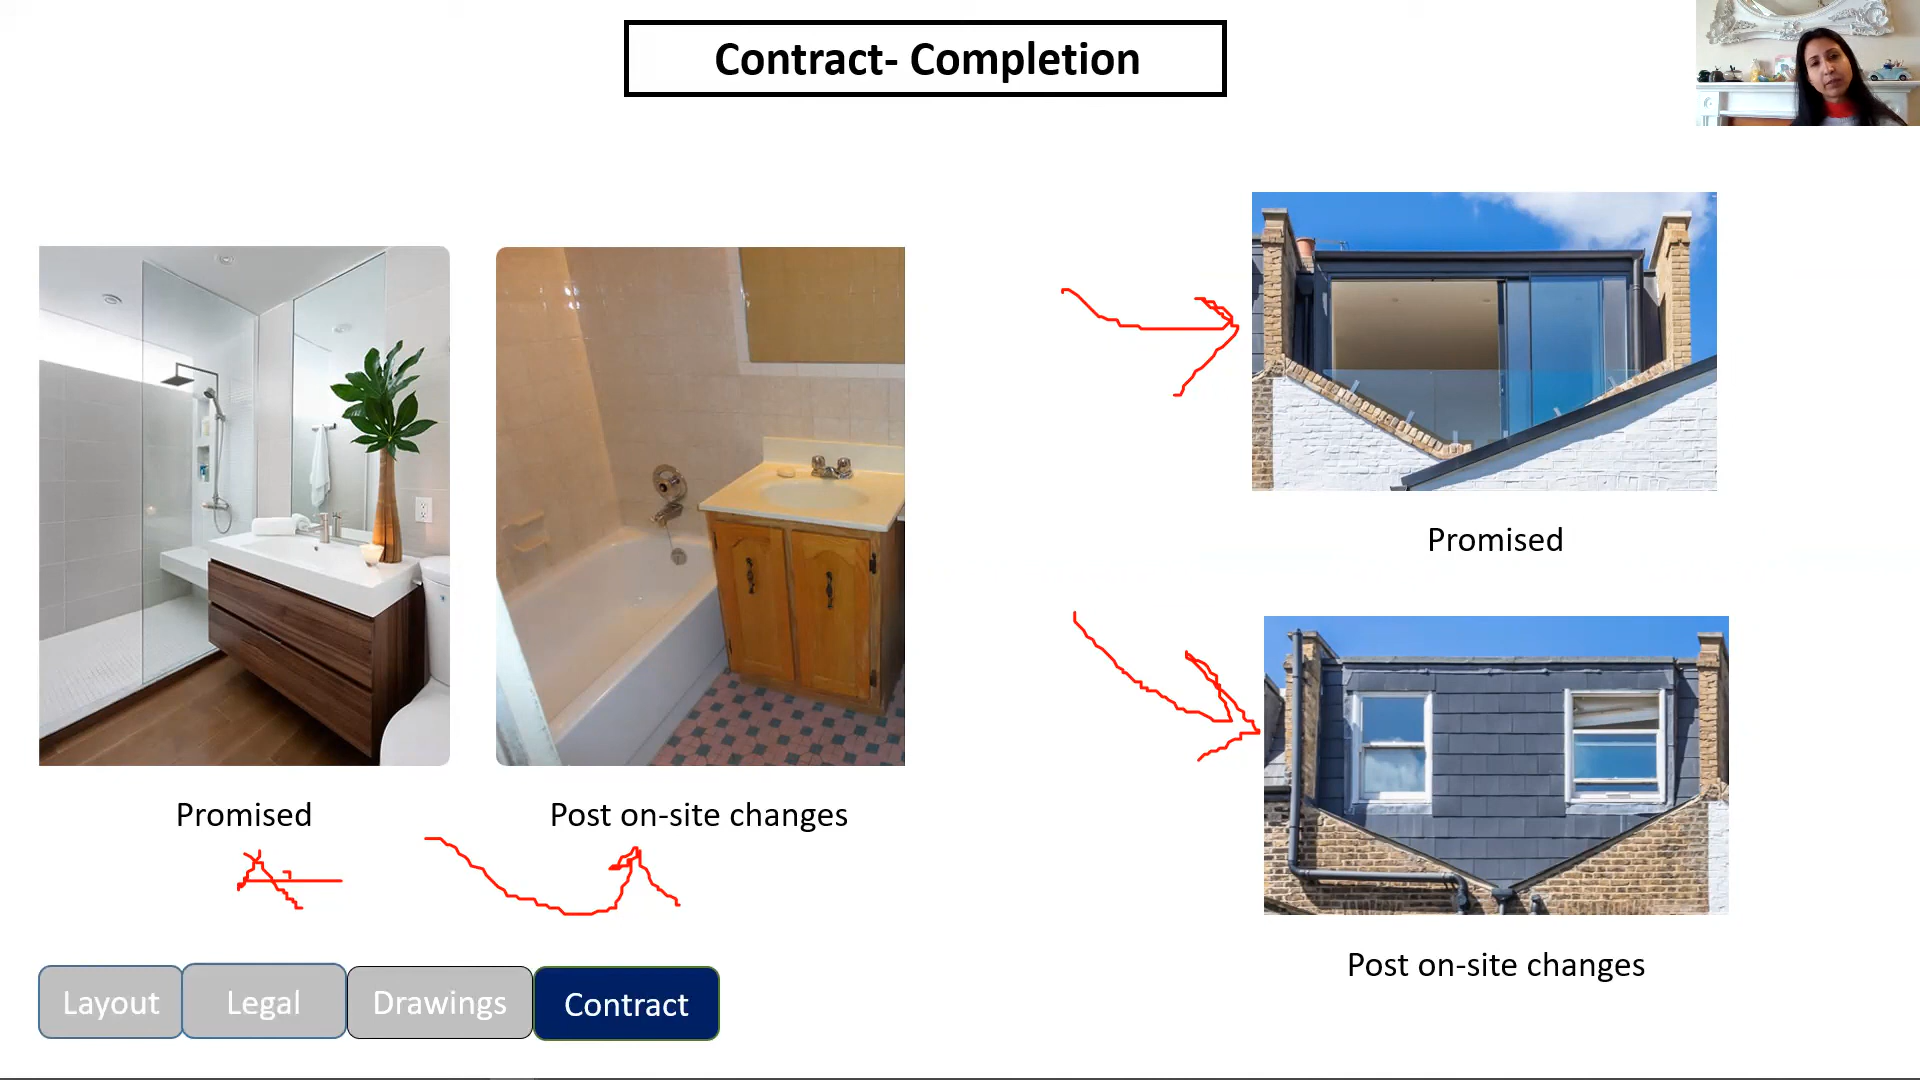 Contract- Completion
Promised
Post on-site changes
Promised
Post on-site changes
Layout
Legal
Drawings
Contract